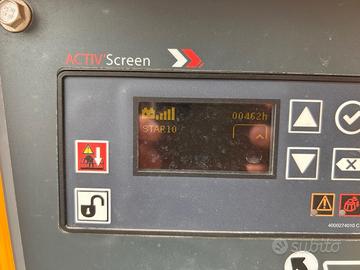 ACTIV'Screen
00462h
STAR10
4000274010 C
subito